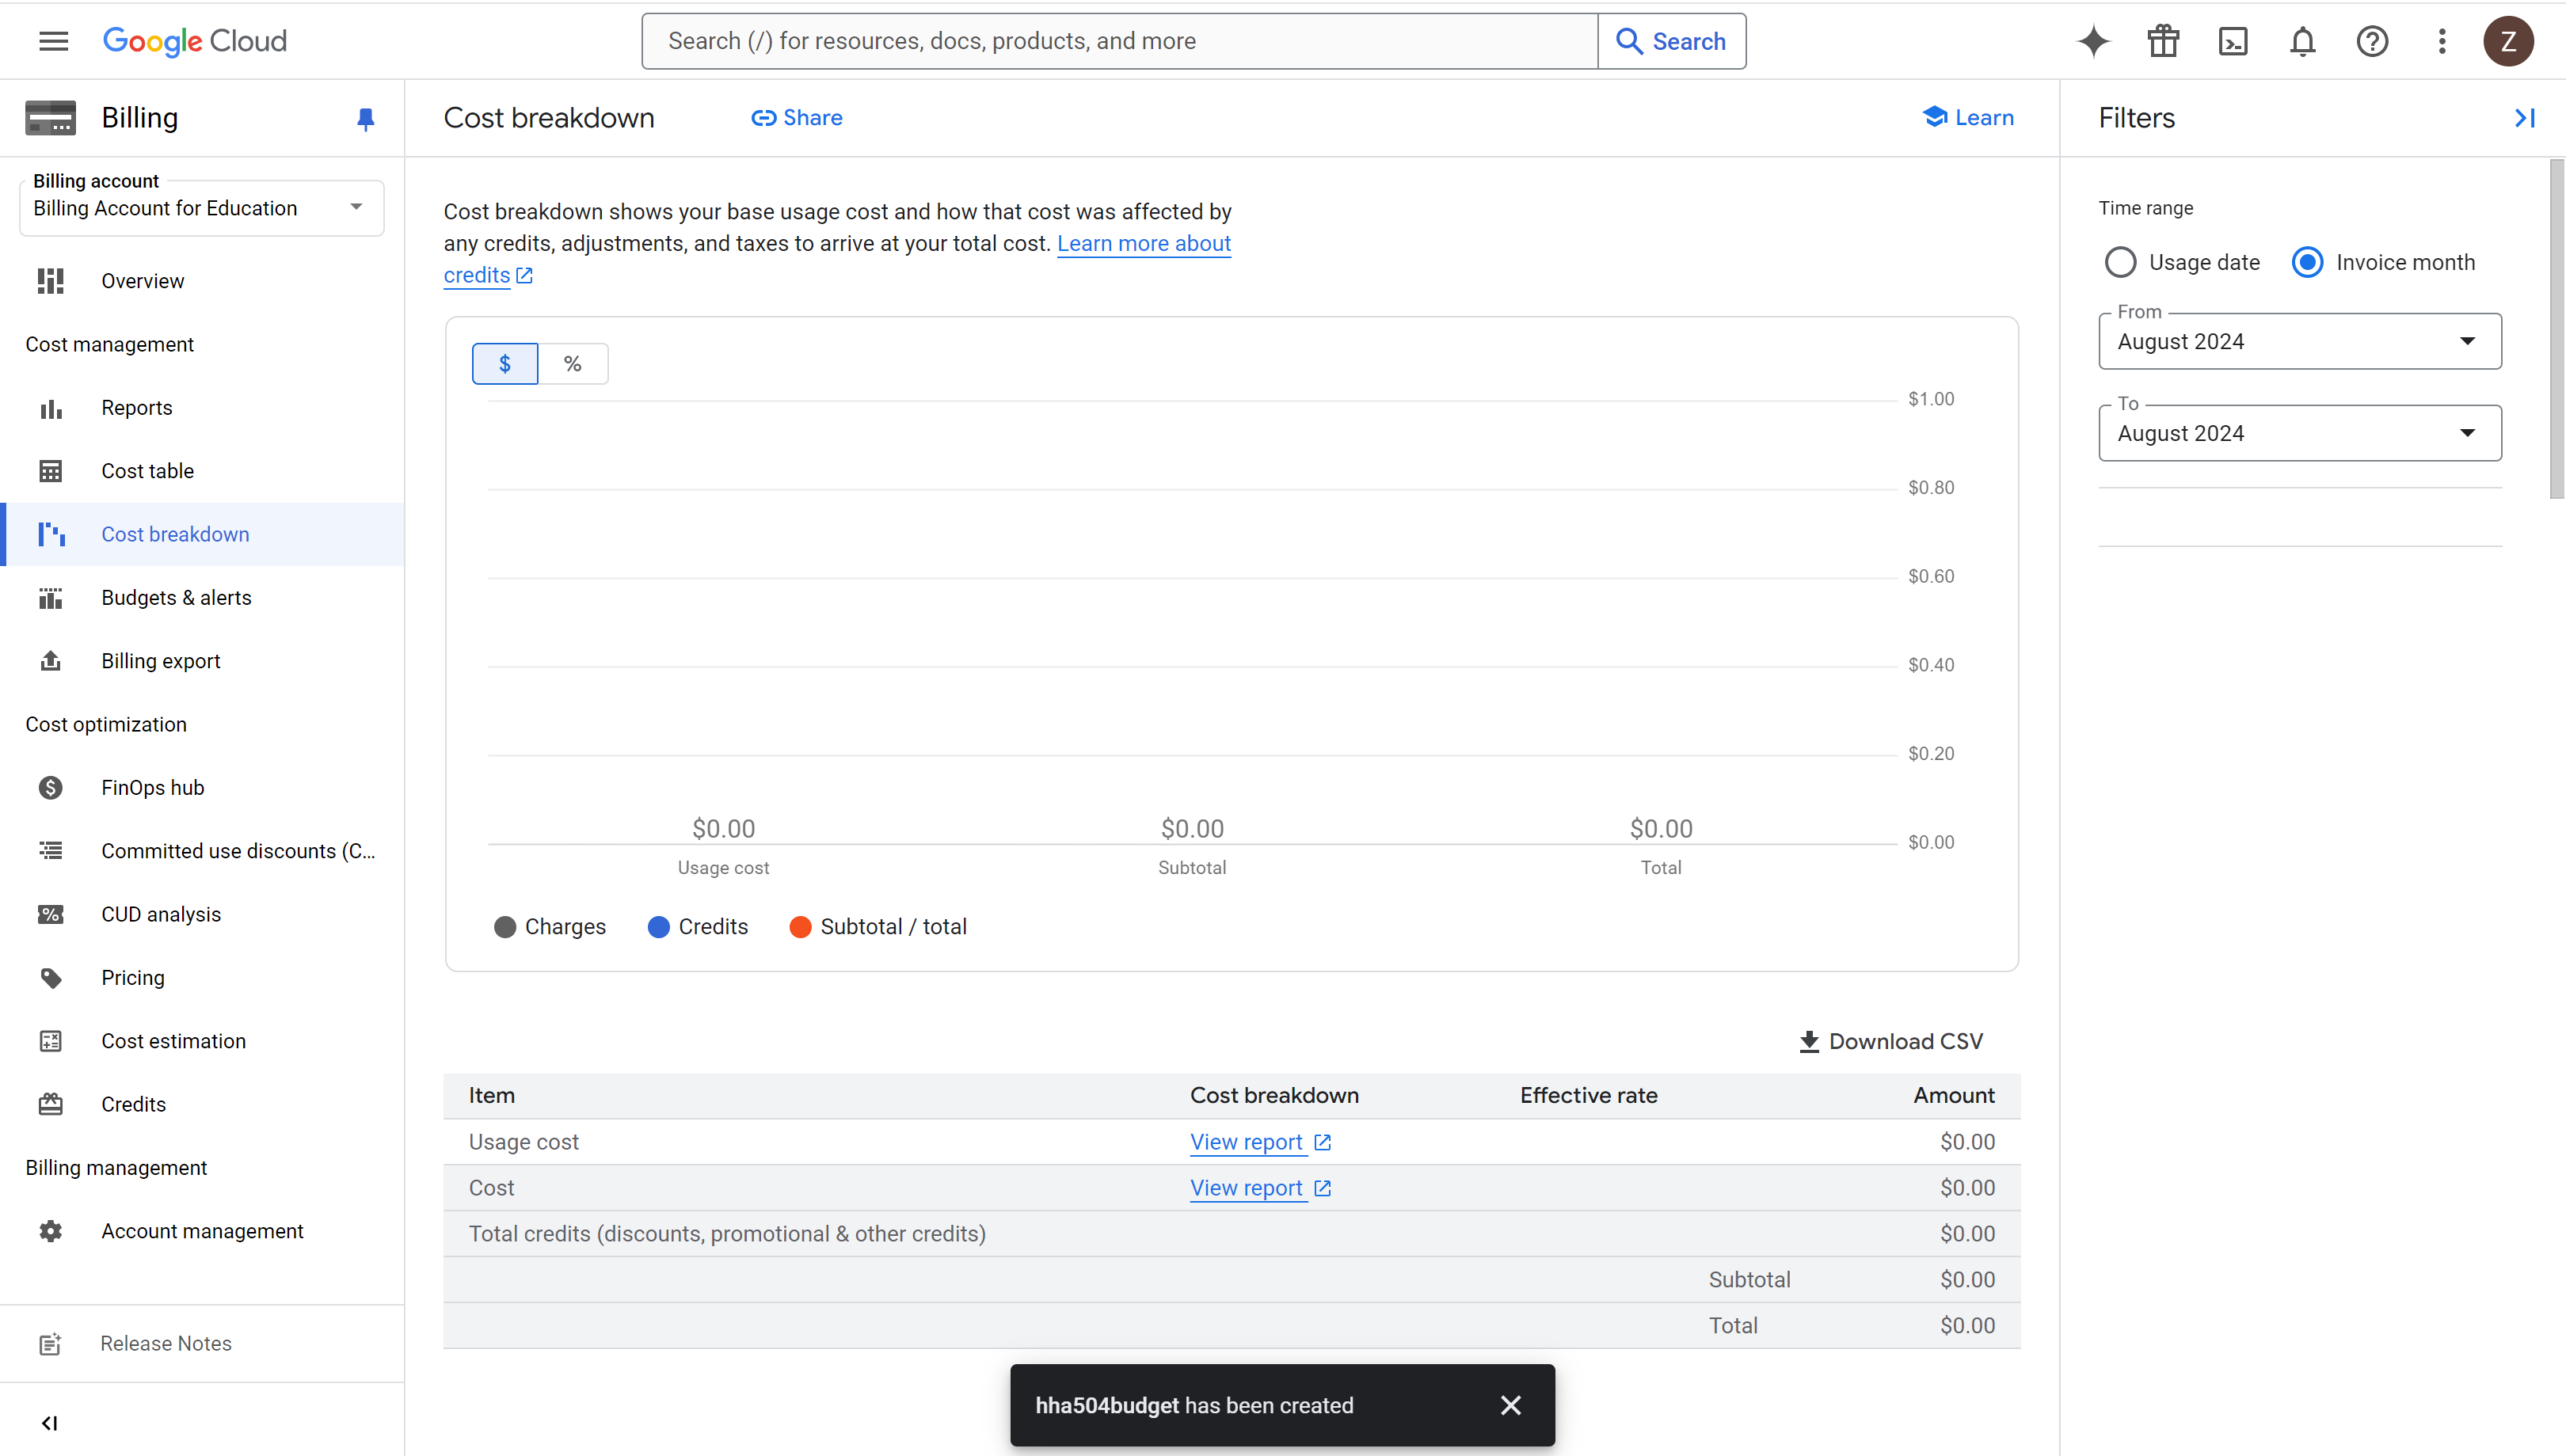 Google Cloud
Search (/) for resources, docs, products, and more
Search
Z
Billing
Billing account
Billing Account for Education
Overview
Cost management
Reports
Cost table
Cost breakdown
Budgets & alerts
Billing export
Cost optimization
FinOps hub
Committed use discounts (C...
CUD analysis
Pricing
Cost estimation
Credits
Billing management
Account management
Release Notes
Cost breakdown
Share
Learn
Cost breakdown shows your base usage cost and how that cost was affected by
any credits, adjustments, and taxes to arrive at your total cost. Learn more about
credits
$ %
$1.00
$0.80
$0.60
$0.40
$0.20
$0.00
$0.00 $0.00 $0.00
Usage cost Subtotal Total
Charges Credits Subtotal / total
Download CSV
Item Cost breakdown Effective rate Amount
Usage cost View report $0.00
Cost View report $0.00
Total credits (discounts, promotional & other credits) $0.00
Subtotal $0.00
Total $0.00
hha504budget has been created
Filters
Time range
Usage date Invoice month
From
August 2024
To
August 2024